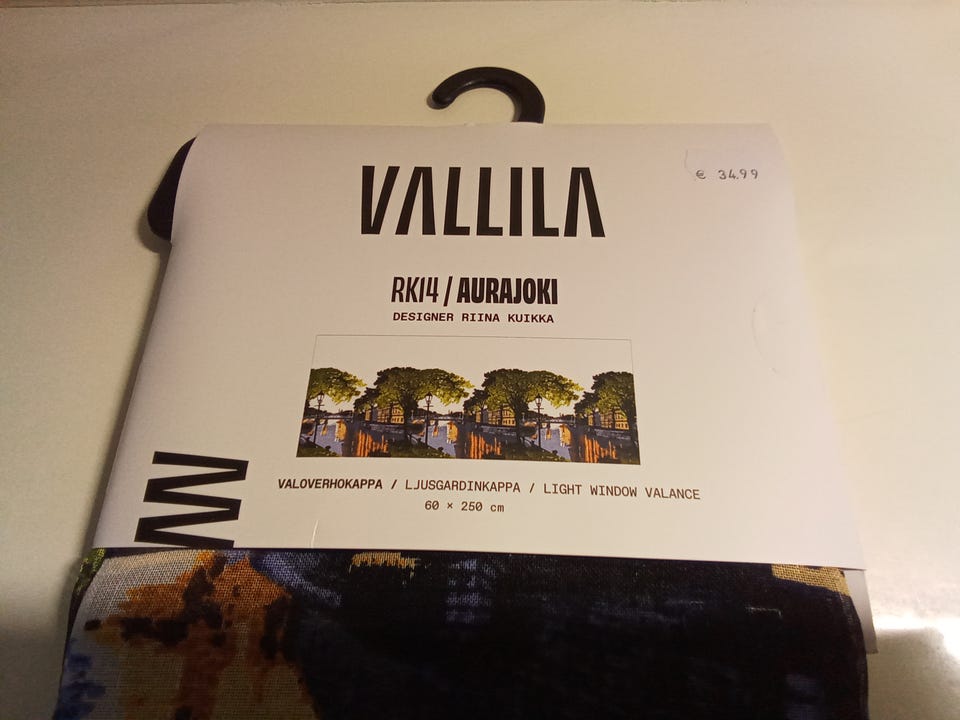 VALLILA
€ 34.99
RK14 / AURAJOKI
DESIGNER RIINA KUIKKA
VALOVERHOKAPPA / LJUSGARDINKAPPA / LIGHT WINDOW VALANCE
60 × 250 cm